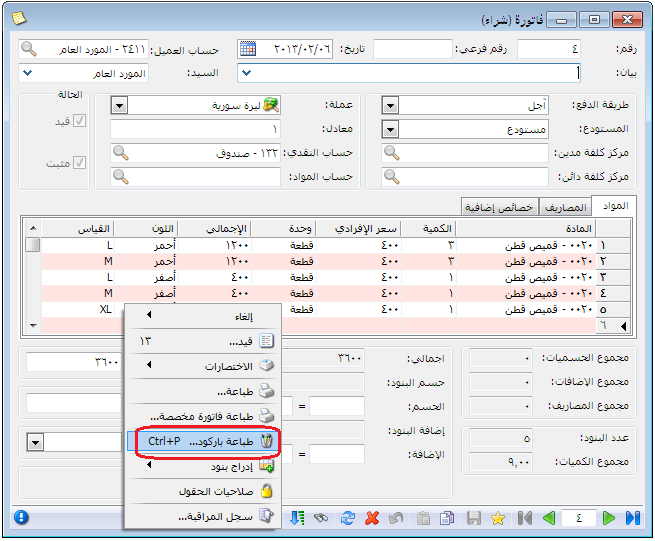 فاتورة (شراء)
رقم: ٤ رقم فرعي: تاريخ: ٢٠١٣/٠٢/٠٦ حساب العميل: ٢٤١١ - المورد العام
بيان: السيد: المورد العام
طريقة الدفع: آجل عملة: ليرة سورية الحالة
المستودع: مستودع معادل: ١ قيد
مركز كلفة مدين: حساب النقدي: ١٣٢ - صندوق مثبت
مركز كلفة دائن: حساب المواد:
المواد المصاريف خصائص إضافية
المادة الكمية سعر الإفرادي وحدة الإجمالي اللون القياس
١ ٠٠٢٠ - قميص قطن ٣ ٤٠٠ قطعة ١٢٠٠ أحمر L
٢ ٠٠٢٠ - قميص قطن ٣ ٤٠٠ قطعة ١٢٠٠ أحمر M
٣ ٠٠٢٠ - قميص قطن ١ ٤٠٠ قطعة ٤٠٠ أصفر L
٤ ٠٠٢٠ - قميص قطن ١ ٤٠٠ قطعة ٤٠٠ أصفر M
٥ ٠٠٢٠ - قميص قطن ١ ٤٠٠ قطعة XL
٦
مجموع الحسميات: ٠ اجمالي: ٣٦٠٠ ٣٦٠٠
مجموع الإضافات: ٠ حسم البنود:
مجموع المصاريف: ٠ الحسم: =
عدد البنود: ٥ إضافة البنود:
مجموع الكميات: ٩,٠٠ الإضافة: =
إلغاء
قيد... ١٣
الاختصارات
طباعة...
طباعة فاتورة مخصصة...
طباعة باركود... Ctrl+P
إدراج بنود
صلاحيات الحقول
سجل المراقبة...
٤